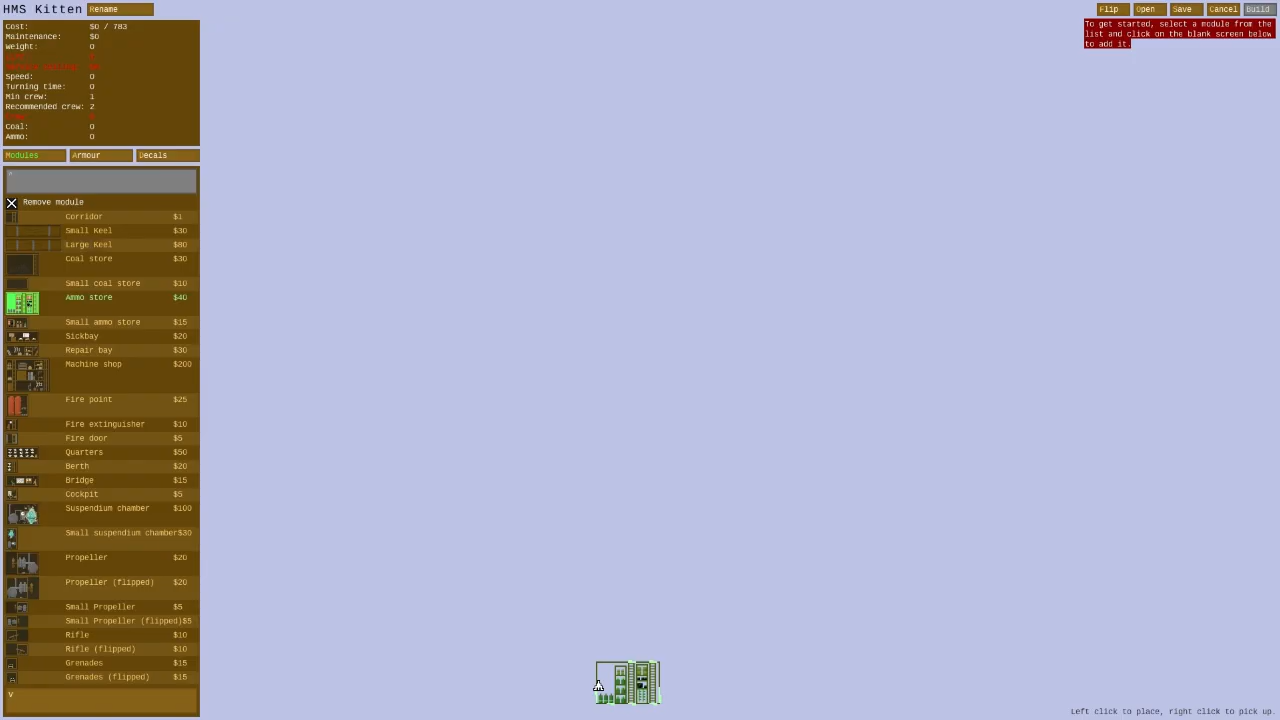 HMS Kitten Rename
Flip Open Save Cancel Build
To get started, select a module from the
list and click on the blank screen below
to add it.
Cost: $0 / 783
Maintenance: $0
Weight: 0
Speed: 0
Turning time: 0
Min crew: 1
Recommended crew: 2
Coal: 0
Ammo: 0
Modules Armour Decals
Remove module
Corridor $1
Small Keel $30
Large Keel $80
Coal store $30
Small coal store $10
Ammo store $40
Small ammo store $15
Sickbay $20
Repair bay $30
Machine shop $200
Fire point $25
Fire extinguisher $10
Fire door $5
Quarters $50
Berth $20
Bridge $15
Cockpit $5
Suspendium chamber $100
Small suspendium chamber$30
Propeller $20
Propeller (flipped) $20
Small Propeller $5
Small Propeller (flipped)$5
Rifle $10
Rifle (flipped) $10
Grenades $15
Grenades (flipped) $15
v
Left click to place, right click to pick up.